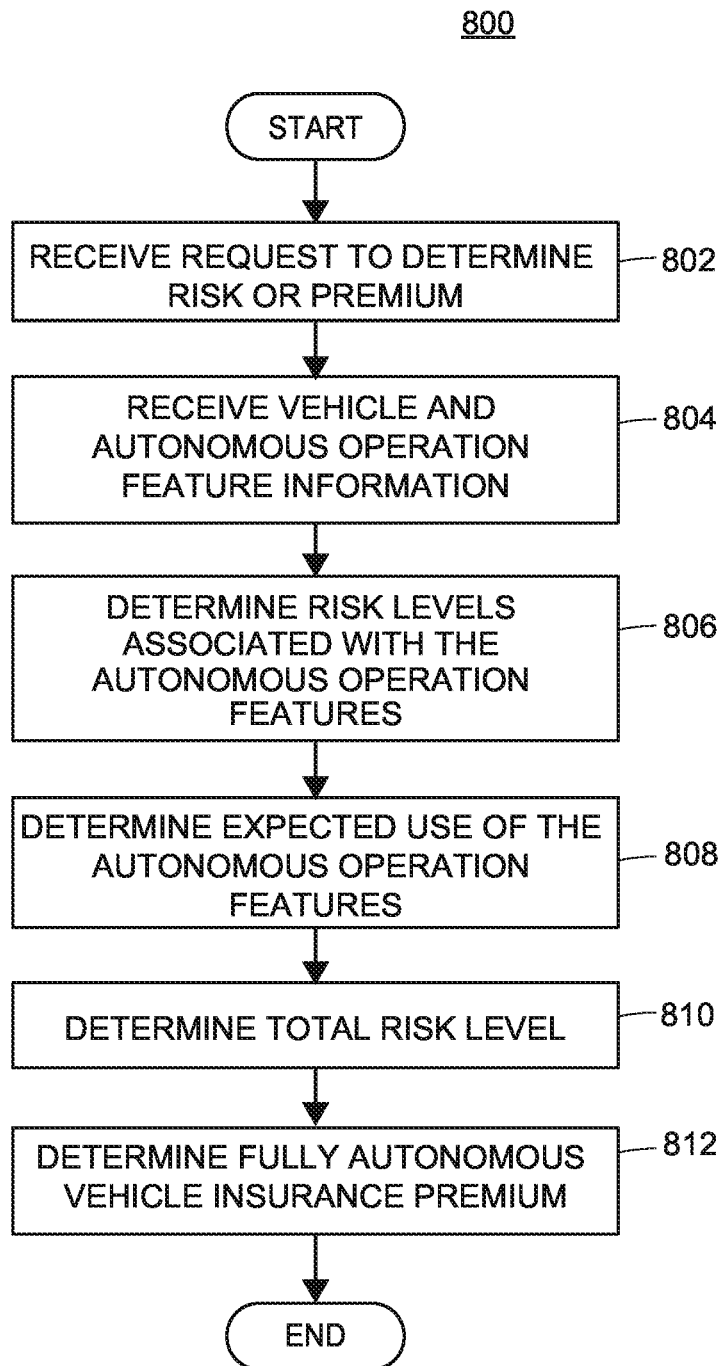 800
START
RECEIVE REQUEST TO DETERMINE
RISK OR PREMIUM
802
RECEIVE VEHICLE AND
AUTONOMOUS OPERATION
FEATURE INFORMATION
804
DETERMINE RISK LEVELS
ASSOCIATED WITH THE
AUTONOMOUS OPERATION
FEATURES
806
DETERMINE EXPECTED USE OF THE
AUTONOMOUS OPERATION
FEATURES
808
DETERMINE TOTAL RISK LEVEL
810
DETERMINE FULLY AUTONOMOUS
VEHICLE INSURANCE PREMIUM
812
END